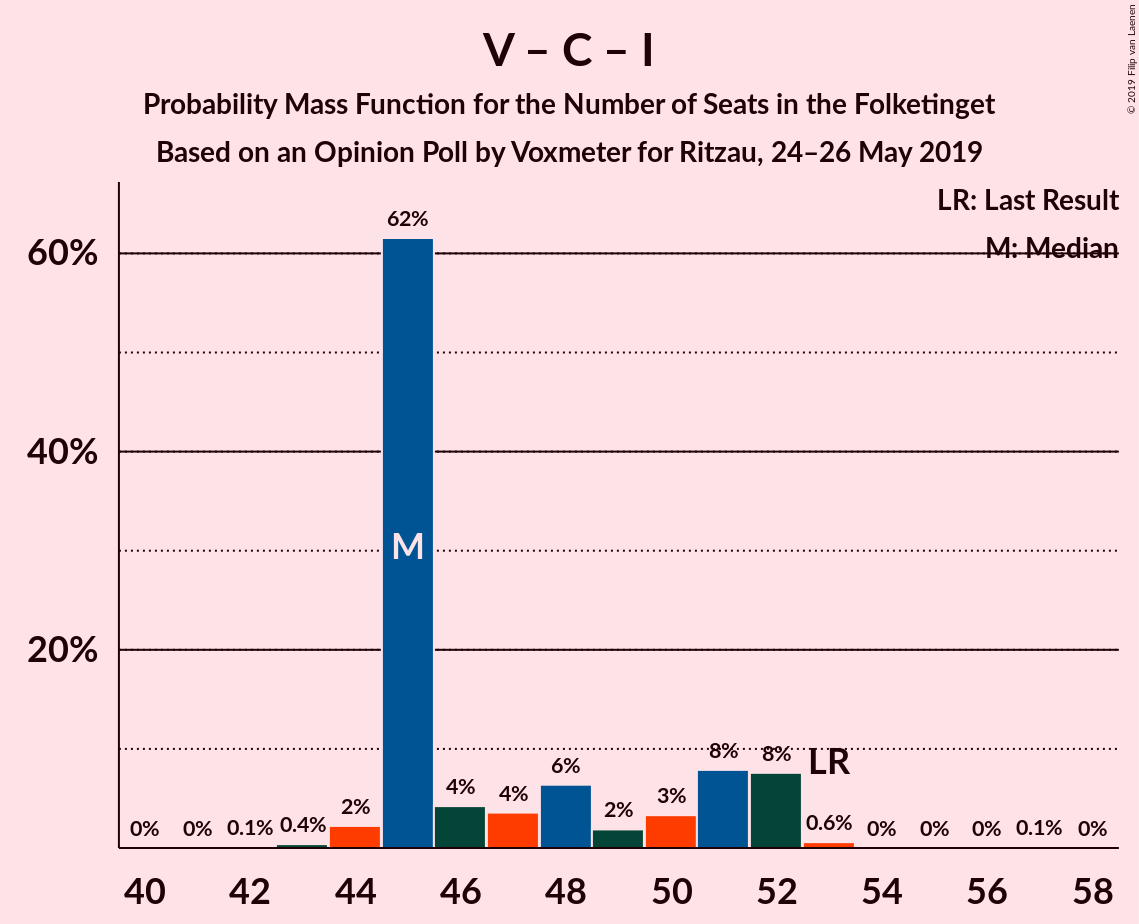 V – C – I
Probability Mass Function for the Number of Seats in the Folketinget
Based on an Opinion Poll by Voxmeter for Ritzau, 24–26 May 2019
© 2019 Filip van Laenen
LR: Last Result
M: Median
60%
40%
20%
0% 0% 0.1% 0.4% 2% 62% 4% 4% 6% 2% 3% 8% 8% 0.6% 0% 0% 0% 0.1% 0%
M
LR
40 42 44 46 48 50 52 54 56 58